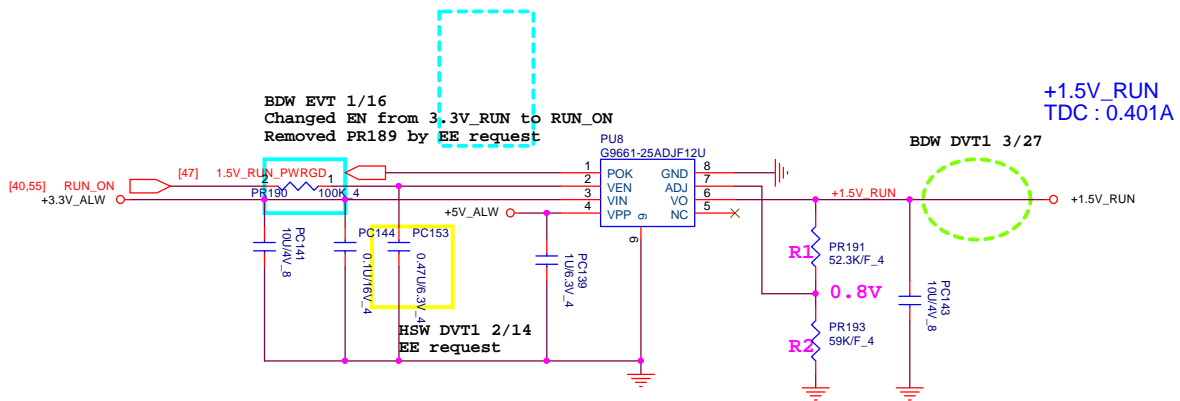 +1.5V_RUN
TDC : 0.401A
BDW EVT 1/16
Changed EN from 3.3V_RUN to RUN_ON
Removed PR189 by EE request
BDW DVT1 3/27
PU8
G9661-25ADJF12U
[47] 1.5V_RUN_PWRGD
1 POK GND 8
2 VEN ADJ 7
3 VIN VO 6
4 VPP NC 5
9
6
[40,55] RUN_ON
2 1
PR190 100K_4
+3.3V_ALW
+5V_ALW
+1.5V_RUN
+1.5V_RUN
PC141
10U/4V_8
PC144
0.1U/16V_4
PC153
0.47U/6.3V_4
PC139
1U/6.3V_4
R1
PR191
52.3K/F_4
0.8V
PC143
10U/4V_8
R2
PR193
59K/F_4
HSW DVT1 2/14
EE request